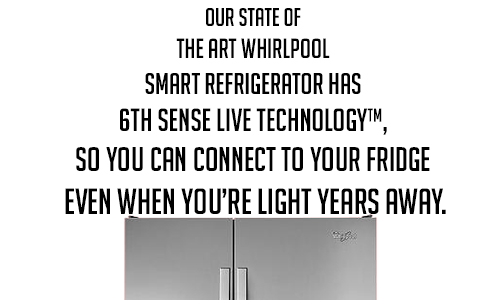 OUR STATE OF
THE ART WHIRLPOOL
SMART REFRIGERATOR HAS
6TH SENSE LIVE TECHNOLOGY™,
SO YOU CAN CONNECT TO YOUR FRIDGE
EVEN WHEN YOU'RE LIGHT YEARS AWAY.